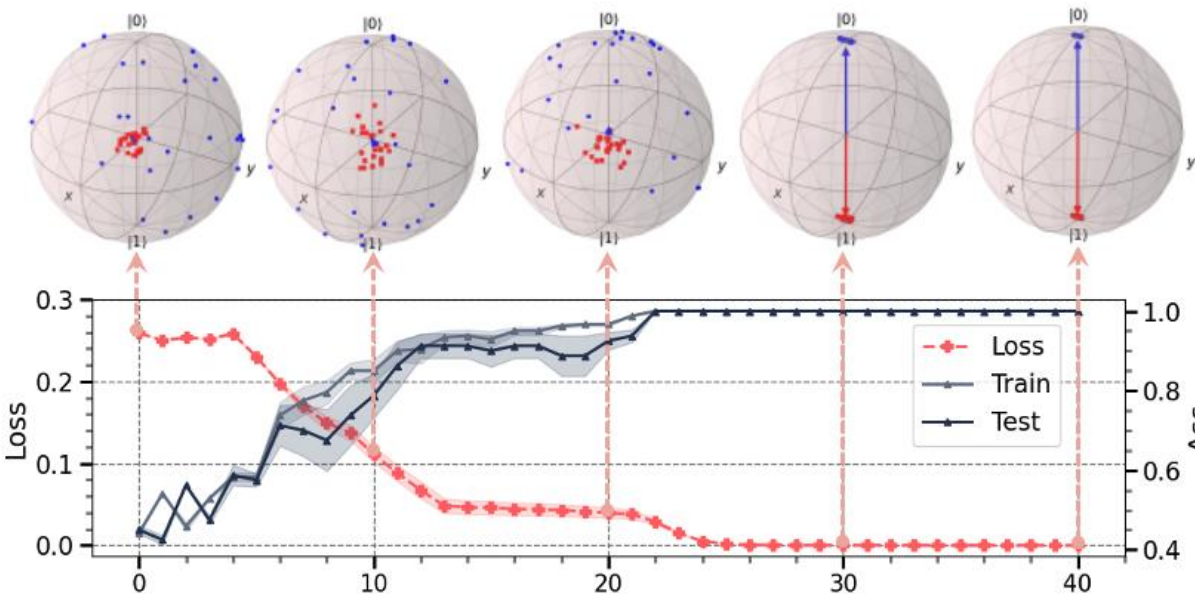 |0⟩ |0⟩ |0⟩ |0⟩ |0⟩
x y x y x y x y
|1⟩ |1⟩ |1⟩ |1⟩ |1⟩
0.3 1.0
Loss
0.2 Train 0.8
Test
Loss
0.1 0.6
0.0 0.4
0 10 20 30 40